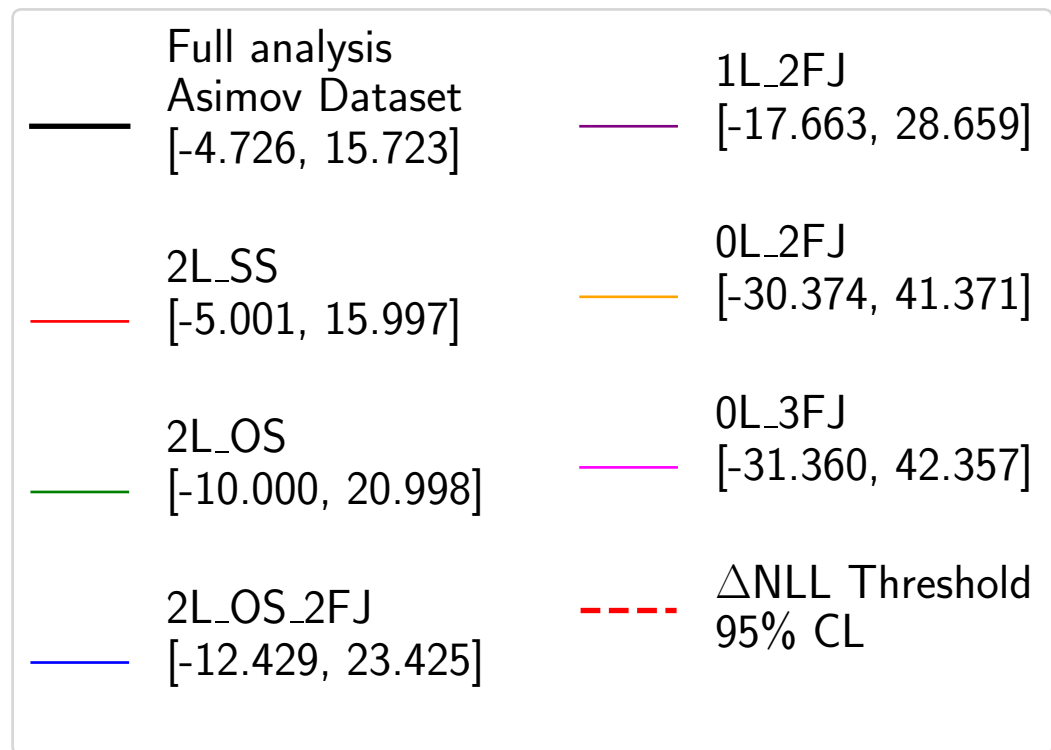 Full analysis
Asimov Dataset
[-4.726, 15.723]
2L_SS
[-5.001, 15.997]
2L_OS
[-10.000, 20.998]
2L_OS_2FJ
[-12.429, 23.425]
1L_2FJ
[-17.663, 28.659]
0L_2FJ
[-30.374, 41.371]
0L_3FJ
[-31.360, 42.357]
ΔNLL Threshold
95% CL